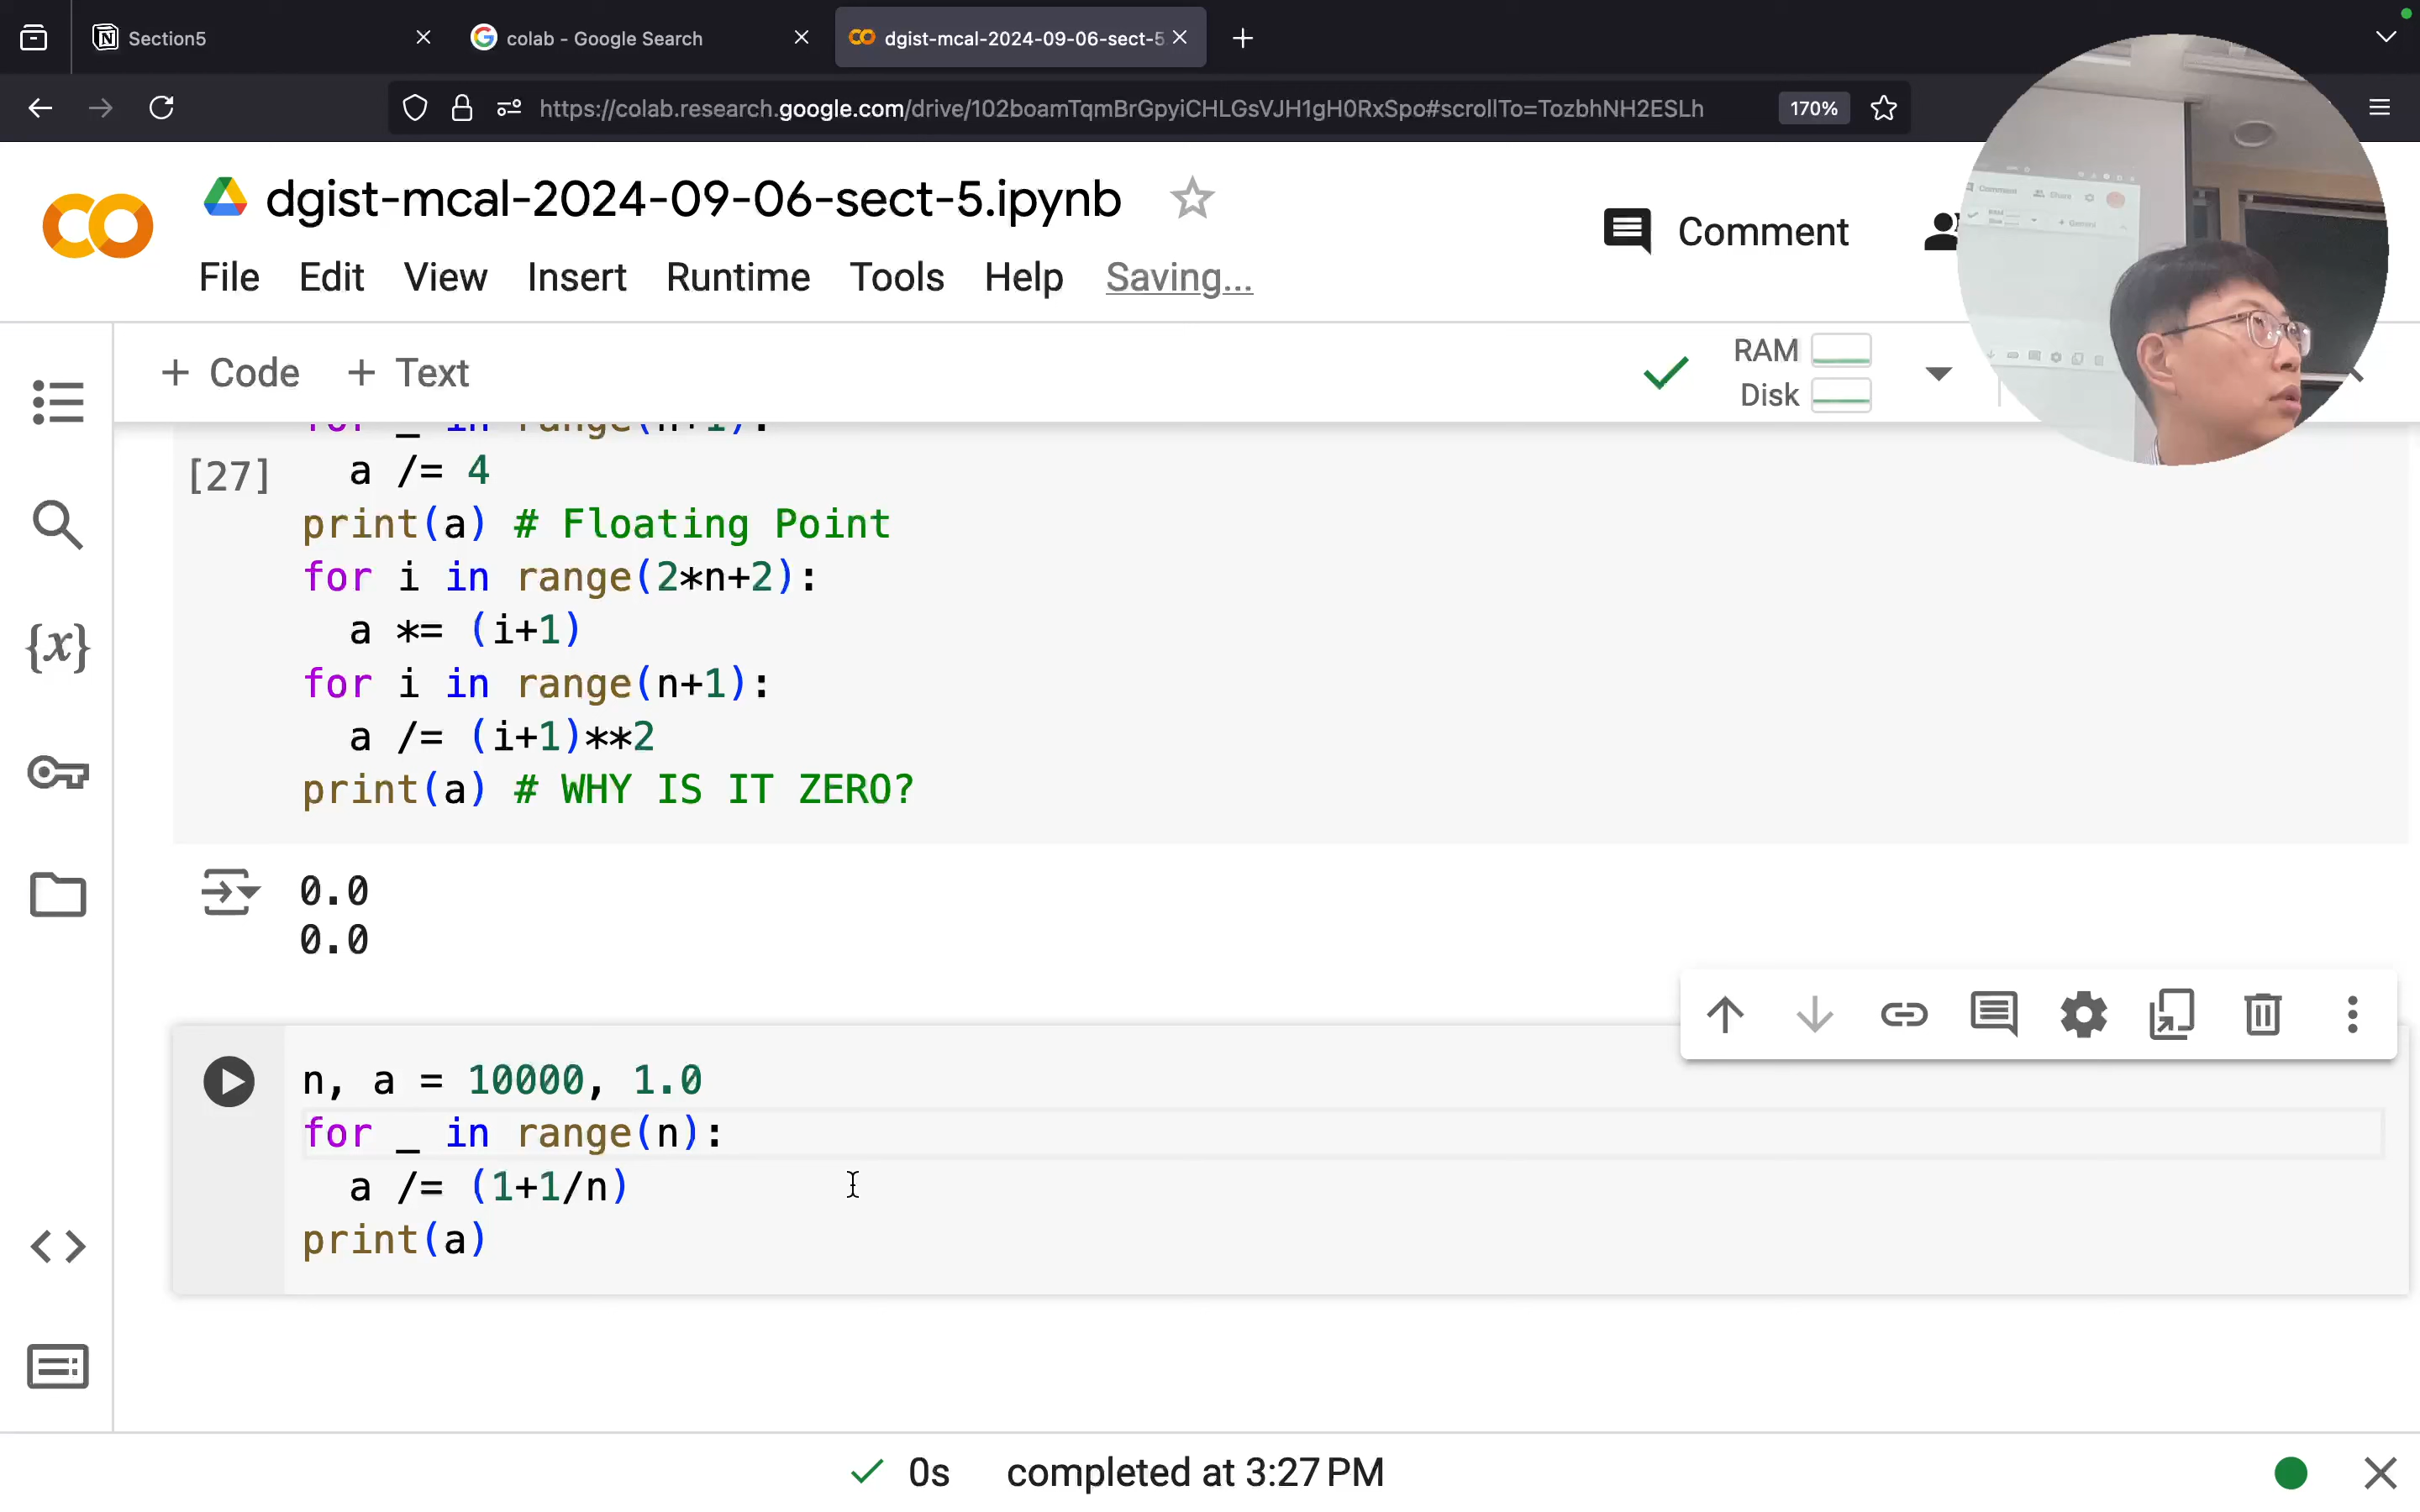 Section5
colab - Google Search
dgist-mcal-2024-09-06-sect-5
https://colab.research.google.com/drive/102boamTqmBrGpyiCHLGsVJH1gH0RxSpo#scrollTo=TozbhNH2ESLh
170%
dgist-mcal-2024-09-06-sect-5.ipynb
Comment
File Edit View Insert Runtime Tools Help Saving...
+ Code + Text
RAM
Disk
for _ in range(n+1):
[27]
a /= 4
print(a) # Floating Point
for i in range(2*n+2):
a *= (i+1)
for i in range(n+1):
a /= (i+1)**2
print(a) # WHY IS IT ZERO?
0.0
0.0
n, a = 10000, 1.0
for _ in range(n):
a /= (1+1/n)
print(a)
0s completed at 3:27 PM